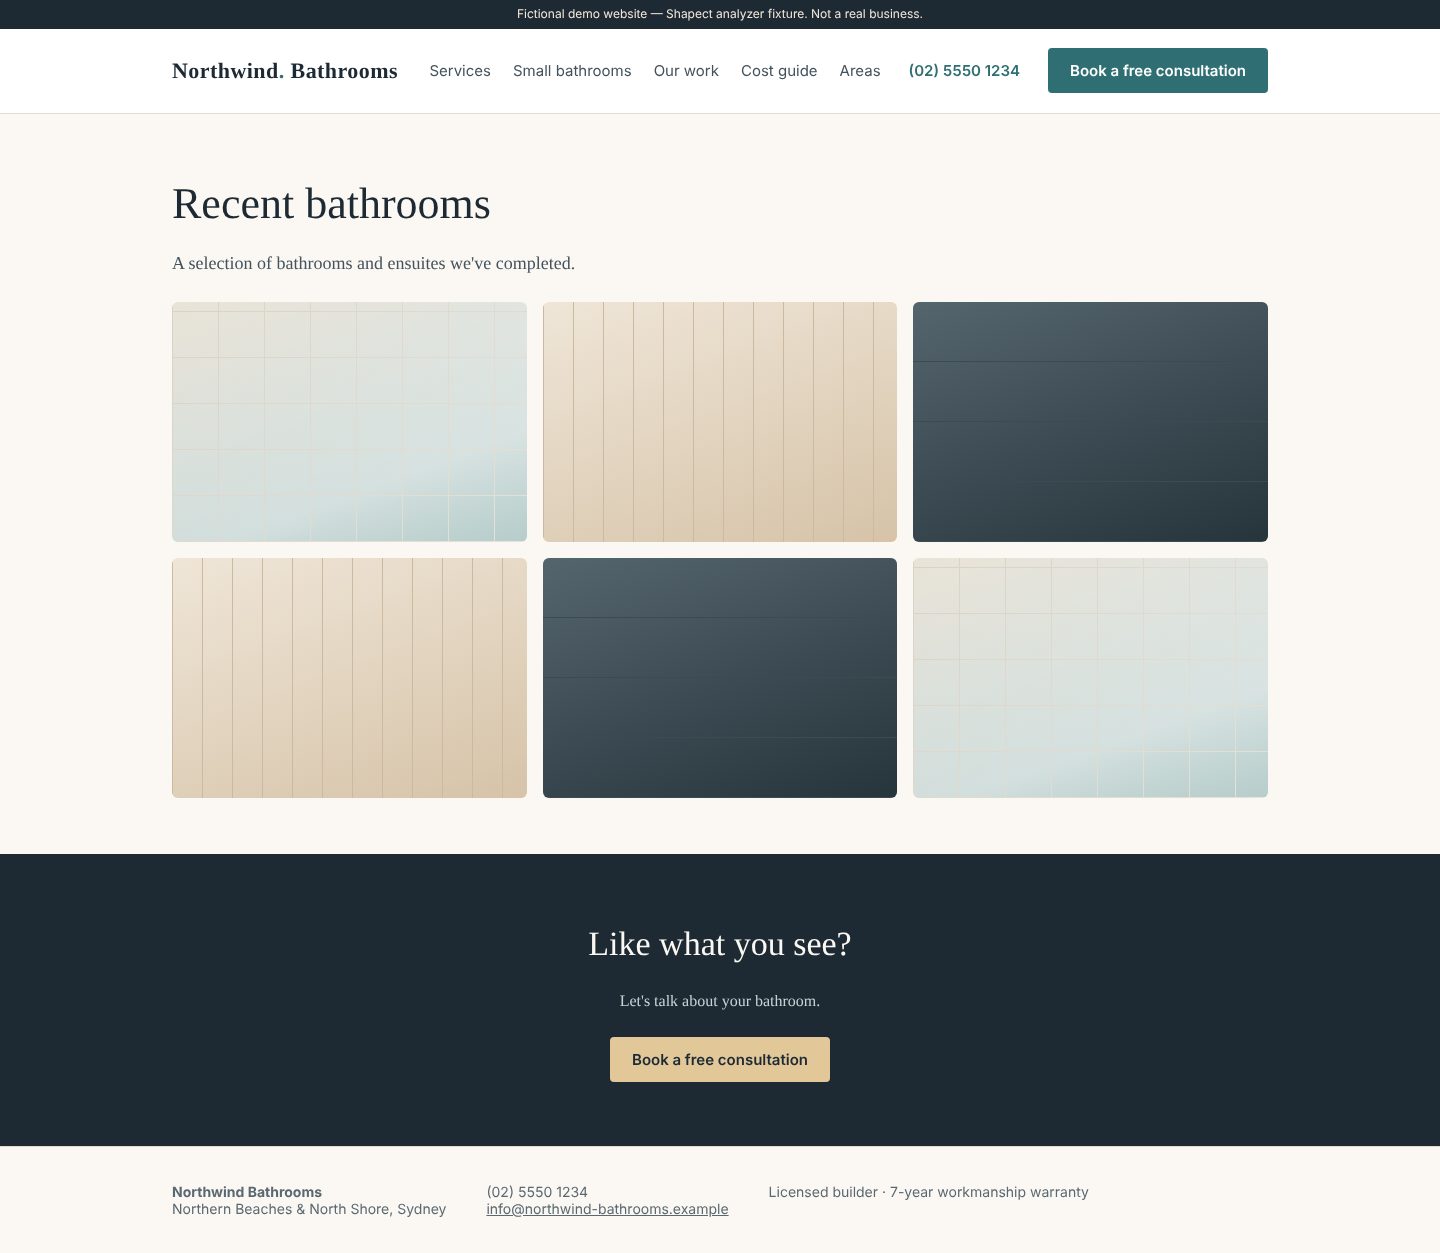 Fictional demo website — Shapect analyzer fixture. Not a real business.
Northwind. Bathrooms
Services
Small bathrooms
Our work
Cost guide
Areas
(02) 5550 1234
Book a free consultation
Recent bathrooms
A selection of bathrooms and ensuites we've completed.
Like what you see?
Let's talk about your bathroom.
Book a free consultation
Northwind Bathrooms
Northern Beaches & North Shore, Sydney
(02) 5550 1234
info@northwind-bathrooms.example
Licensed builder · 7-year workmanship warranty